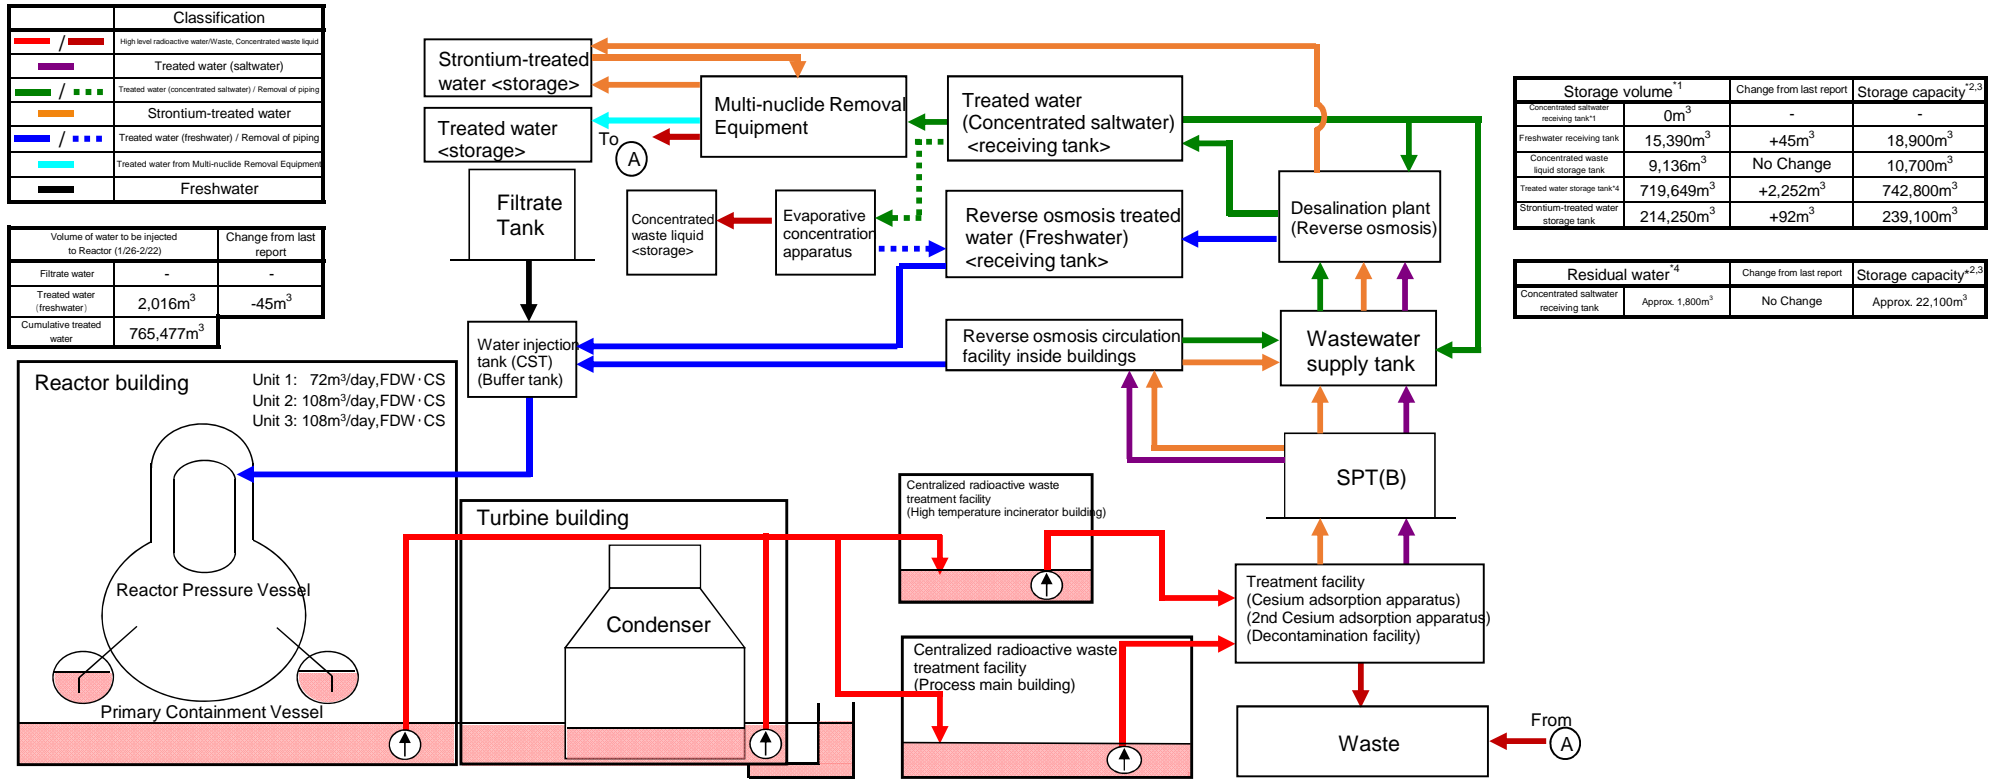 Classification
/
High level radioactive water/Waste, Concentrated waste liquid
Treated water (saltwater)
/
Treated water (concentrated saltwater) / Removal of piping
Strontium-treated water
/
Treated water (freshwater) / Removal of piping
Treated water from Multi-nuclide Removal Equipment
Freshwater
Volume of water to be injected
to Reactor (1/26-2/22)
Change from last
report
Filtrate water
-
-
Treated water
(freshwater)
2,016m3
-45m3
Cumulative treated
water
765,477m3
Strontium-treated
water <storage>
Treated water
<storage>
To
A
Multi-nuclide Removal
Equipment
Treated water
(Concentrated saltwater)
<receiving tank>
Filtrate
Tank
Concentrated
waste liquid
<storage>
Evaporative
concentration
apparatus
Reverse osmosis treated
water (Freshwater)
<receiving tank>
Desalination plant
(Reverse osmosis)
Water injection
tank (CST)
(Buffer tank)
Reverse osmosis circulation
facility inside buildings
Wastewater
supply tank
SPT(B)
Storage volume*1
Change from last report
Storage capacity*2,3
Concentrated saltwater
receiving tank*1
0m3
-
-
Freshwater receiving tank
15,390m3
+45m3
18,900m3
Concentrated waste
liquid storage tank
9,136m3
No Change
10,700m3
Treated water storage tank*4
719,649m3
+2,252m3
742,800m3
Strontium-treated water
storage tank
214,250m3
+92m3
239,100m3
Residual water*4
Change from last report
Storage capacity*2,3
Concentrated saltwater
receiving tank
Approx. 1,800m3
No Change
Approx. 22,100m3
Reactor building
Unit 1: 72m3/day,FDW・CS
Unit 2: 108m3/day,FDW・CS
Unit 3: 108m3/day,FDW・CS
Reactor Pressure Vessel
Primary Containment Vessel
Turbine building
Condenser
Centralized radioactive waste
treatment facility
(High temperature incinerator building)
Centralized radioactive waste
treatment facility
(Process main building)
Treatment facility
(Cesium adsorption apparatus)
(2nd Cesium adsorption apparatus)
(Decontamination facility)
Waste
From
A